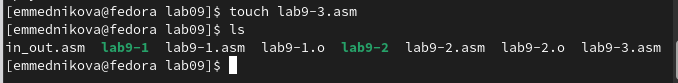 [emmednikova@fedora lab09]$ touch lab9-3.asm
[emmednikova@fedora lab09]$ ls
in_out.asm lab9-1 lab9-1.asm lab9-1.o lab9-2 lab9-2.asm lab9-2.o lab9-3.asm
[emmednikova@fedora lab09]$